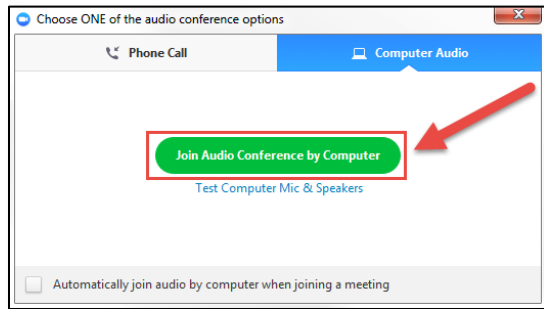 Choose ONE of the audio conference options
Phone Call
Computer Audio
Join Audio Conference by Computer
Test Computer Mic & Speakers
Automatically join audio by computer when joining a meeting